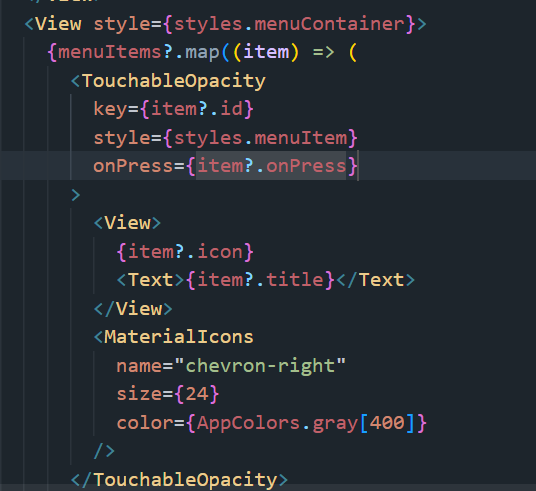 <View style={styles.menuContainer}>
{menuItems?.map((item) => (
<TouchableOpacity
key={item?.id}
style={styles.menuItem}
onPress={item?.onPress}
>
<View>
{item?.icon}
<Text>{item?.title}</Text>
</View>
<MaterialIcons
name="chevron-right"
size={24}
color={AppColors.gray[400]}
/>
</TouchableOpacity>